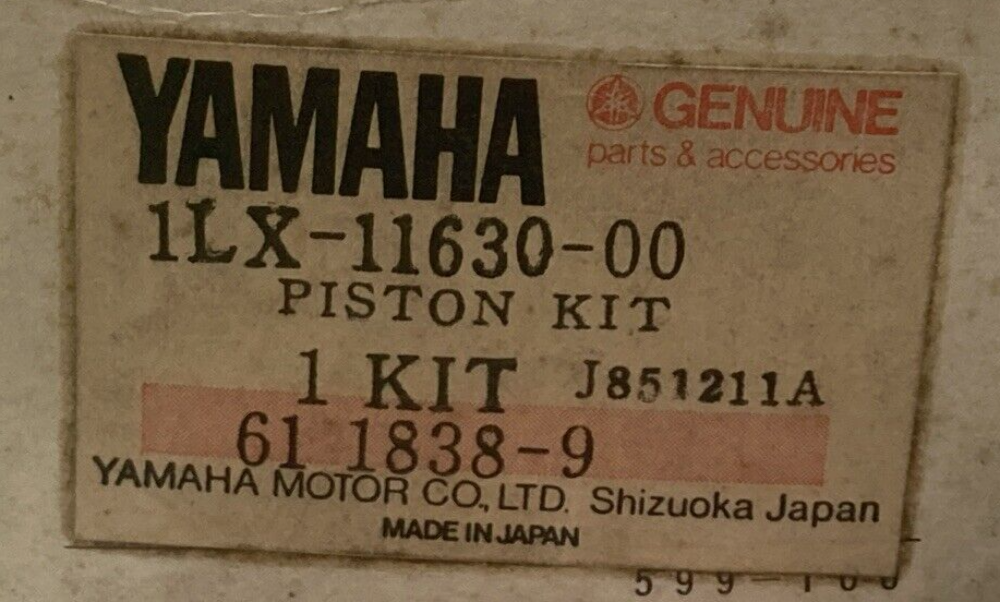 YAMAHA
GENUINE
parts & accessories
1LX-11630-00
PISTON KIT
1 KIT J851211A
61 1838-9
YAMAHA MOTOR CO., LTD. Shizuoka Japan
MADE IN JAPAN